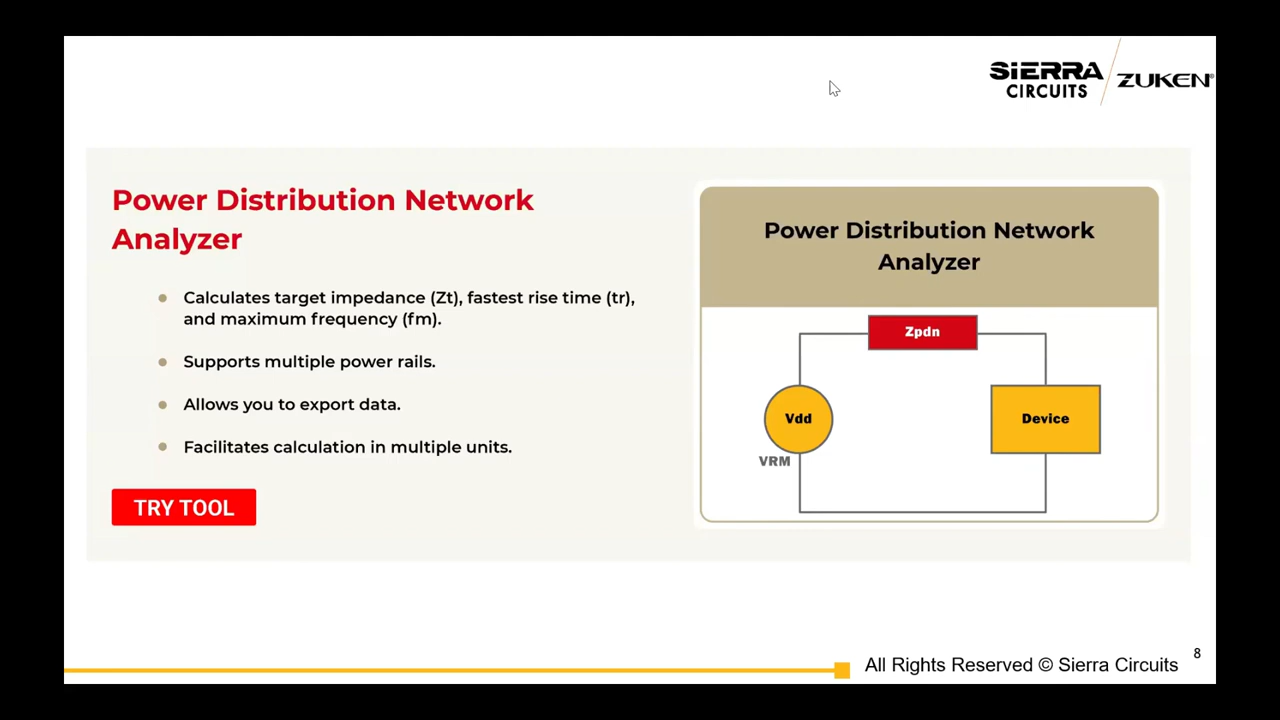 SIERRA
CIRCUITS
ZUKEN®
Power Distribution Network
Analyzer
Calculates target impedance (Zt), fastest rise time (tr),
and maximum frequency (fm).
Supports multiple power rails.
Allows you to export data.
Facilitates calculation in multiple units.
TRY TOOL
Power Distribution Network
Analyzer
Zpdn
Vdd
Device
VRM
All Rights Reserved © Sierra Circuits
8